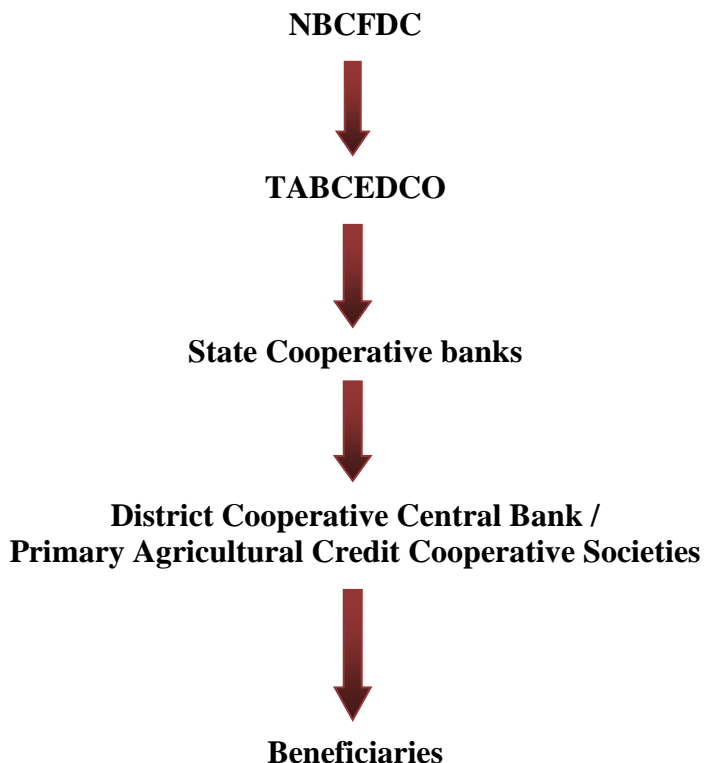 NBCFDC
TABCEDCO
State Cooperative banks
District Cooperative Central Bank /
Primary Agricultural Credit Cooperative Societies
Beneficiaries